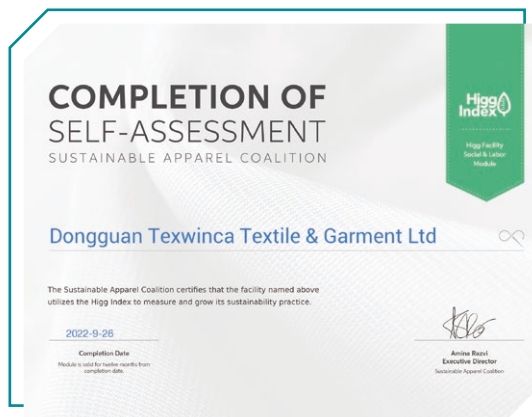 COMPLETION OF
SELF-ASSESSMENT
SUSTAINABLE APPAREL COALITION
Higg
Index
Higg Facility
Social & Labor
Module
Dongguan Texwinca Textile & Garment Ltd
The Sustainable Apparel Coalition certifies that the facility named above
utilizes the Higg Index to measure and grow its sustainability practice.
2022-9-26
Completion Date
Module is valid for twelve months from
completion date.
Amina Razvi
Executive Director
Sustainable Apparel Coalition